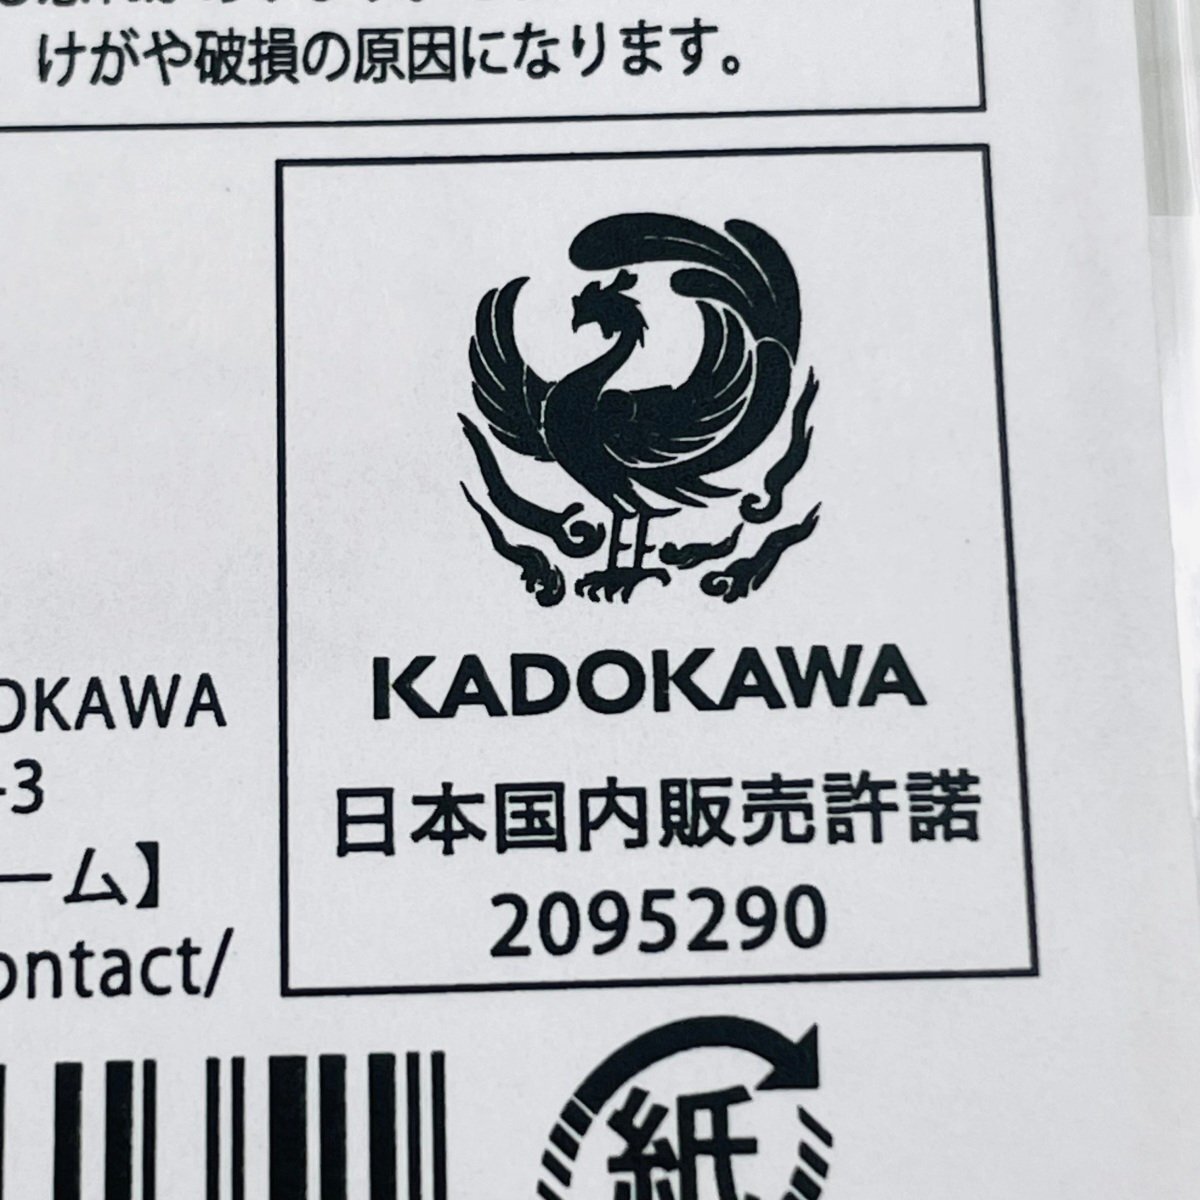 けがや破損の原因になります。
KADOKAWA
日本国内販売許諾
2095290
OKAWA
-3
ーム】
ontact/
紙